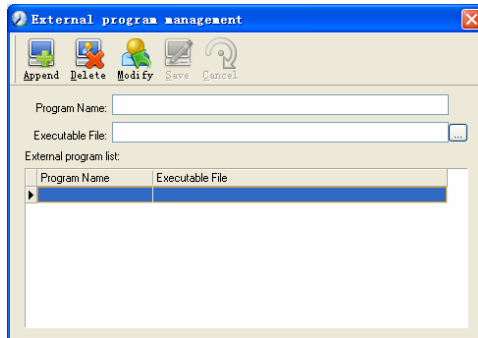 External program management
Append Delete Modify Save Cancel
Program Name:
Executable File:
...
External program list:
Program Name Executable File